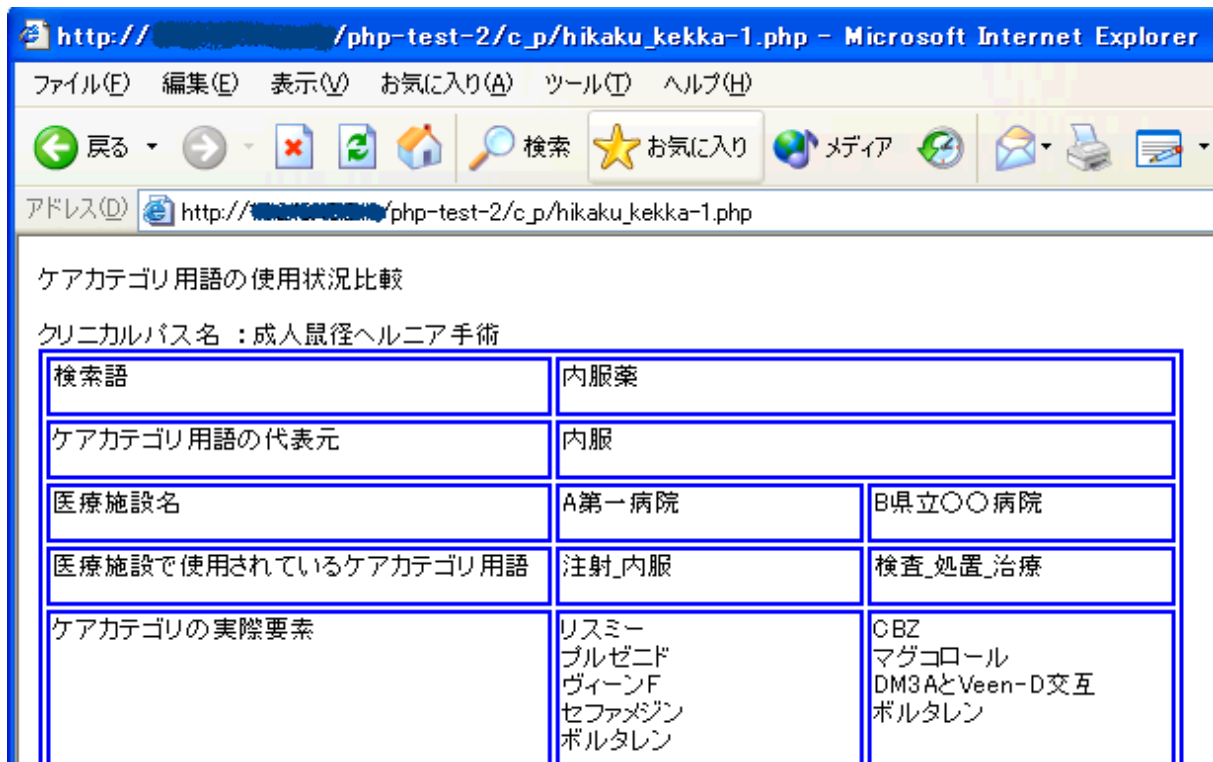 http:// /php-test-2/c_p/hikaku_kekka-1.php - Microsoft Internet Explorer
ファイル(F) 編集(E) 表示(V) お気に入り(A) ツール(T) ヘルプ(H)
戻る 検索 お気に入り メディア
アドレス(D) http:// /php-test-2/c_p/hikaku_kekka-1.php
ケアカテゴリ用語の使用状況比較
クリニカルパス名 :成人鼠径ヘルニア手術
検索語 内服薬
ケアカテゴリ用語の代表元 内服
医療施設名 A第一病院 B県立〇〇病院
医療施設で使用されているケアカテゴリ用語 注射_内服 検査_処置_治療
ケアカテゴリの実際要素 リスミー CBZ
プルゼニド マグコロール
ヴィーンF DM3AとVeen-D交互
セファメジン ボルタレン
ボルタレン